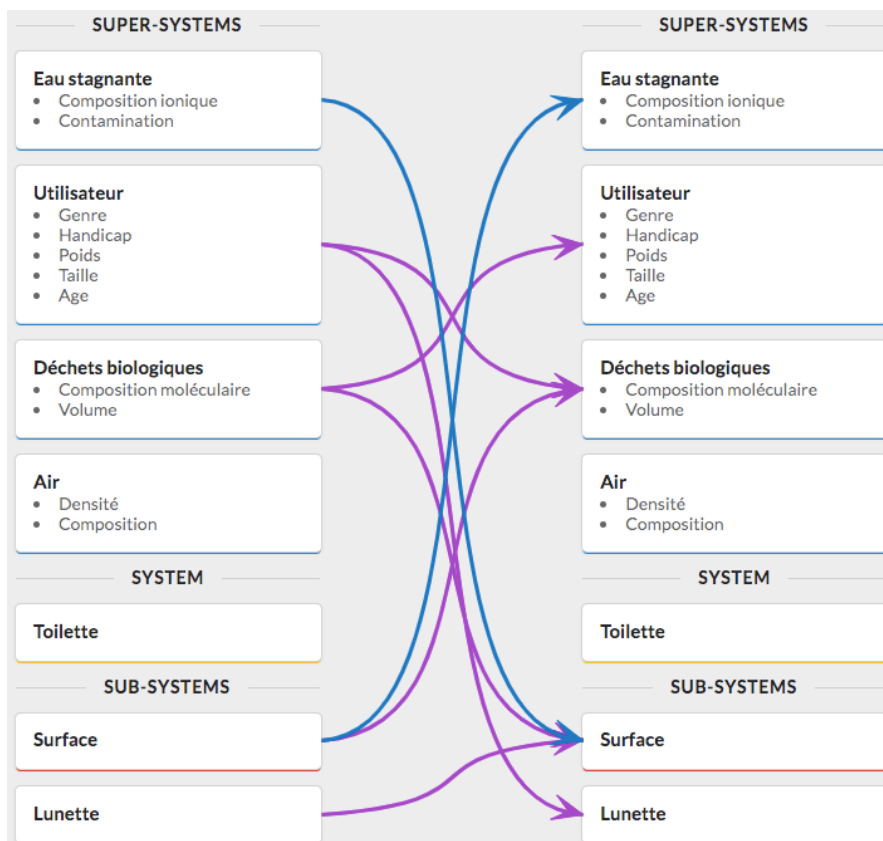 SUPER-SYSTEMS
Eau stagnante
Composition ionique
Contamination
Utilisateur
Genre
Handicap
Poids
Taille
Age
Déchets biologiques
Composition moléculaire
Volume
Air
Densité
Composition
SYSTEM
Toilette
SUB-SYSTEMS
Surface
Lunette
SUPER-SYSTEMS
Eau stagnante
Composition ionique
Contamination
Utilisateur
Genre
Handicap
Poids
Taille
Age
Déchets biologiques
Composition moléculaire
Volume
Air
Densité
Composition
SYSTEM
Toilette
SUB-SYSTEMS
Surface
Lunette